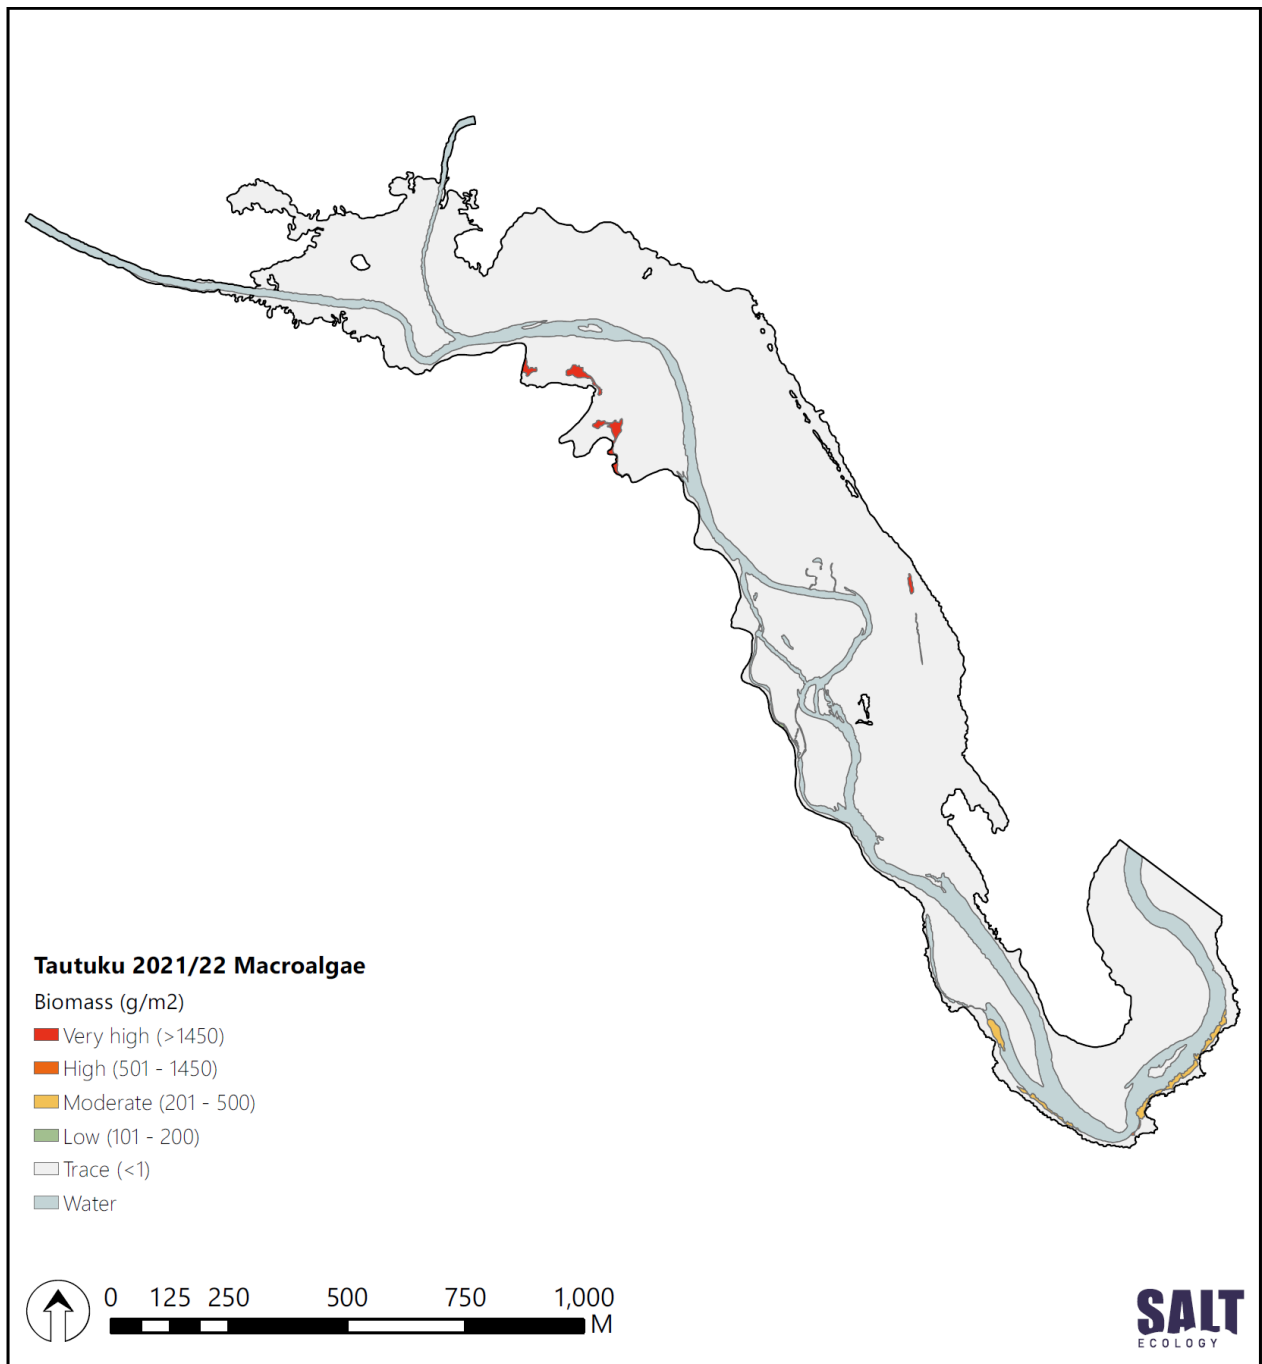 Tautuku 2021/22 Macroalgae
Biomass (g/m2)
Very high (>1450)
High (501 - 1450)
Moderate (201 - 500)
Low (101 - 200)
Trace (<1)
Water
0 125 250 500 750 1,000
M
SALT
ECOLOGY